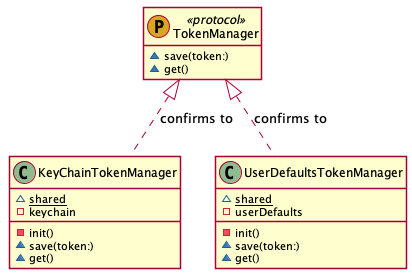 P
«protocol»
TokenManager
save(token:)
get()
confirms to
confirms to
C
KeyChainTokenManager
shared
keychain
init()
save(token:)
get()
C
UserDefaultsTokenManager
shared
userDefaults
init()
save(token:)
get()